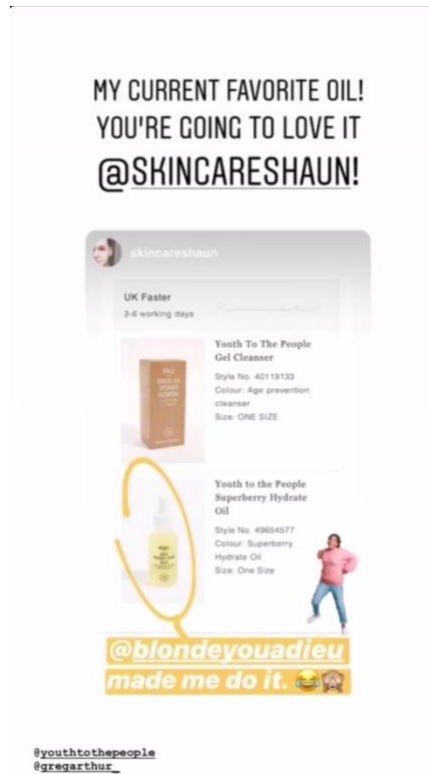 MY CURRENT FAVORITE OIL!
YOU'RE GOING TO LOVE IT
@SKINCARESHAUN!
skincareshaun
UK Faster
3-6 working days
Youth To The People
Gel Cleanser
Style No. 40119133
Colour: Age prevention
cleanser
Size: ONE SIZE
Youth to the People
Superberry Hydrate
Oil
Style No. 49654577
Colour: Superberry
Hydrate Oil
Size: One Size
@blondeyouadieu
made me do it. 😂🙈
@youthtothepeople
@gregarthur_